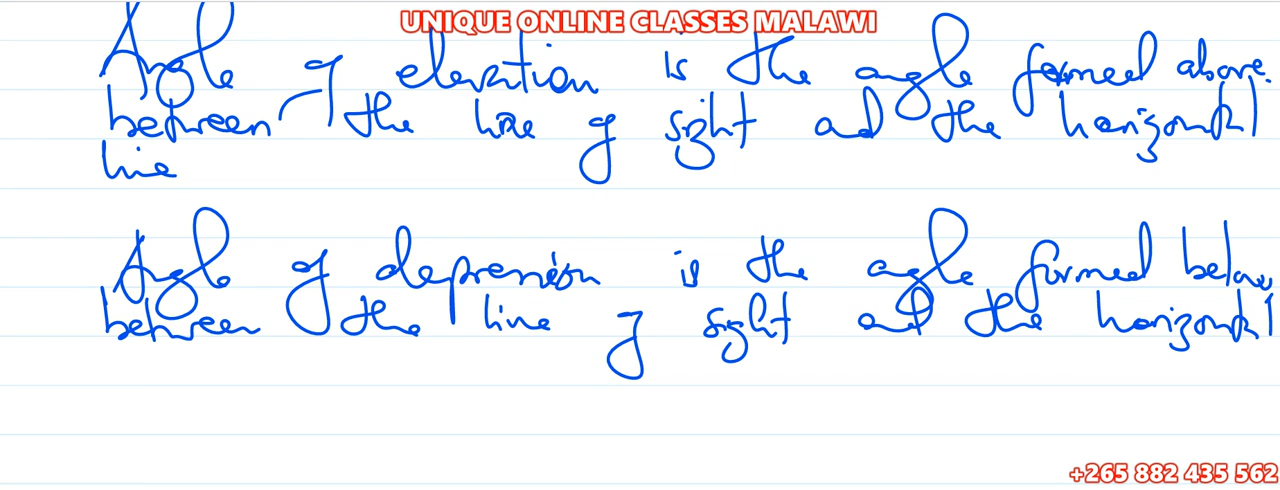 UNIQUE ONLINE CLASSES MALAWI
Angle of elevation is the angle formed above
between the line of sight and the horizontal
line
Angle of depression is the angle formed below
between the line of sight and the horizontal
+265 882 435 562